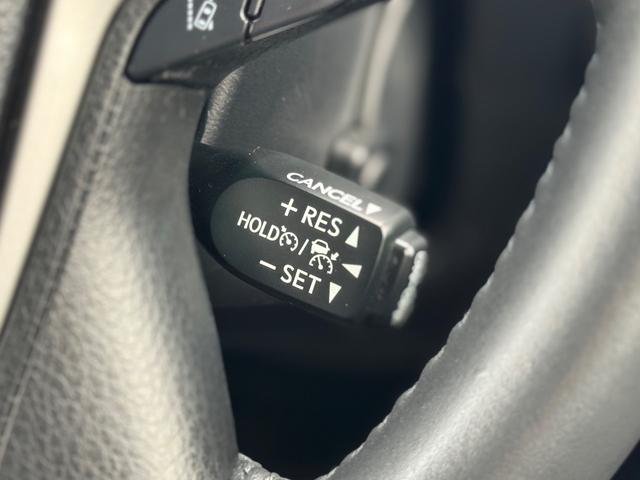 CANCEL▼
+ RES ▲
HOLD / ◀
− SET ▼